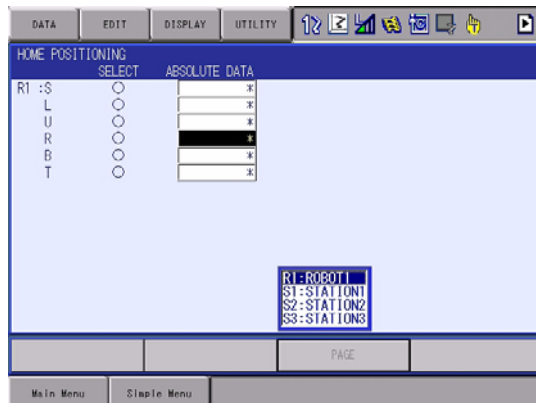 DATA EDIT DISPLAY UTILITY
HOME POSITIONING
SELECT ABSOLUTE DATA
R1 :S *
L *
U *
R *
B *
T *
R1:ROBOT1
S1:STATION1
S2:STATION2
S3:STATION3
PAGE
Main Menu Simple Menu